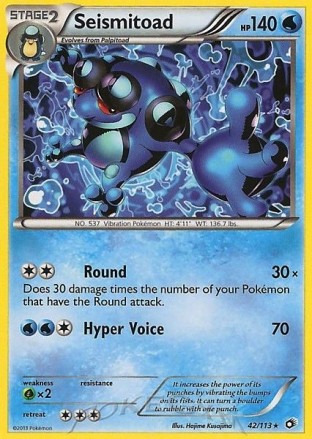 STAGE2
Seismitoad
HP140
Evolves from Palpitoad
NO. 537 Vibration Pokémon HT: 4'11" WT: 136.7 lbs.
Round 30×
Does 30 damage times the number of your Pokémon
that have the Round attack.
Hyper Voice 70
weakness resistance
×2
retreat
It increases the power of its
punches by vibrating the bumps
on its fists. It can turn a boulder
to rubble with one punch.
©2013 Pokémon
Illus. Hajime Kusajima
42/113 ★